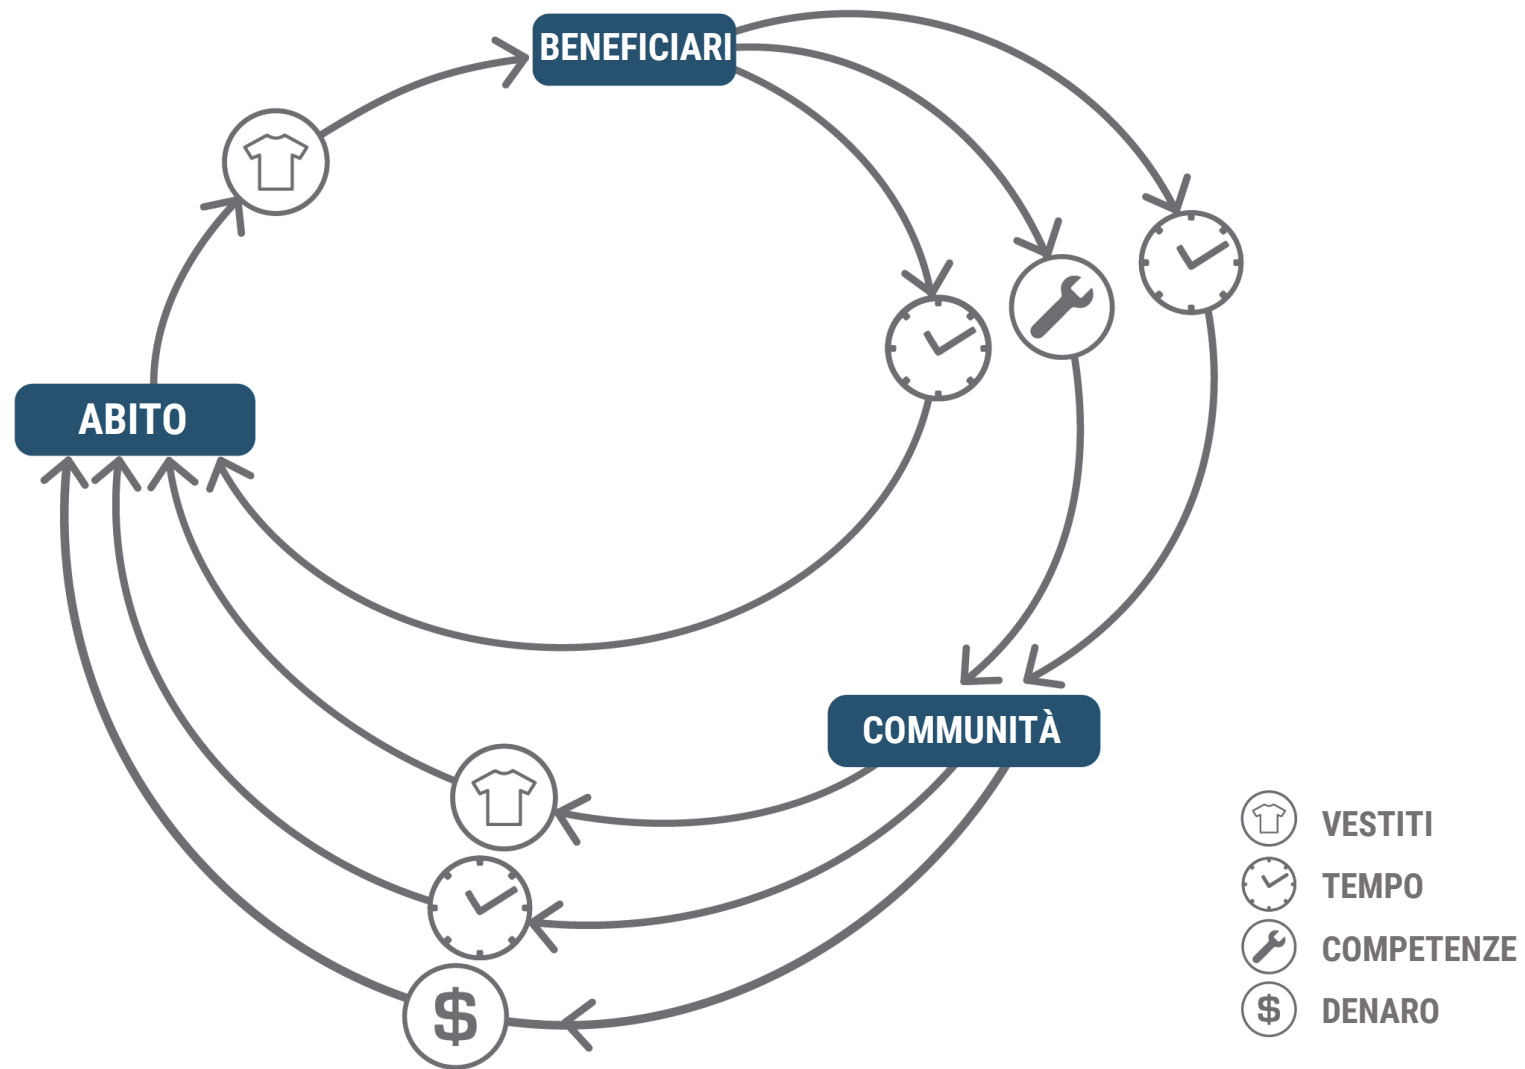 BENEFICIARI
ABITO
COMMUNITÀ
$
VESTITI
TEMPO
COMPETENZE
$ DENARO